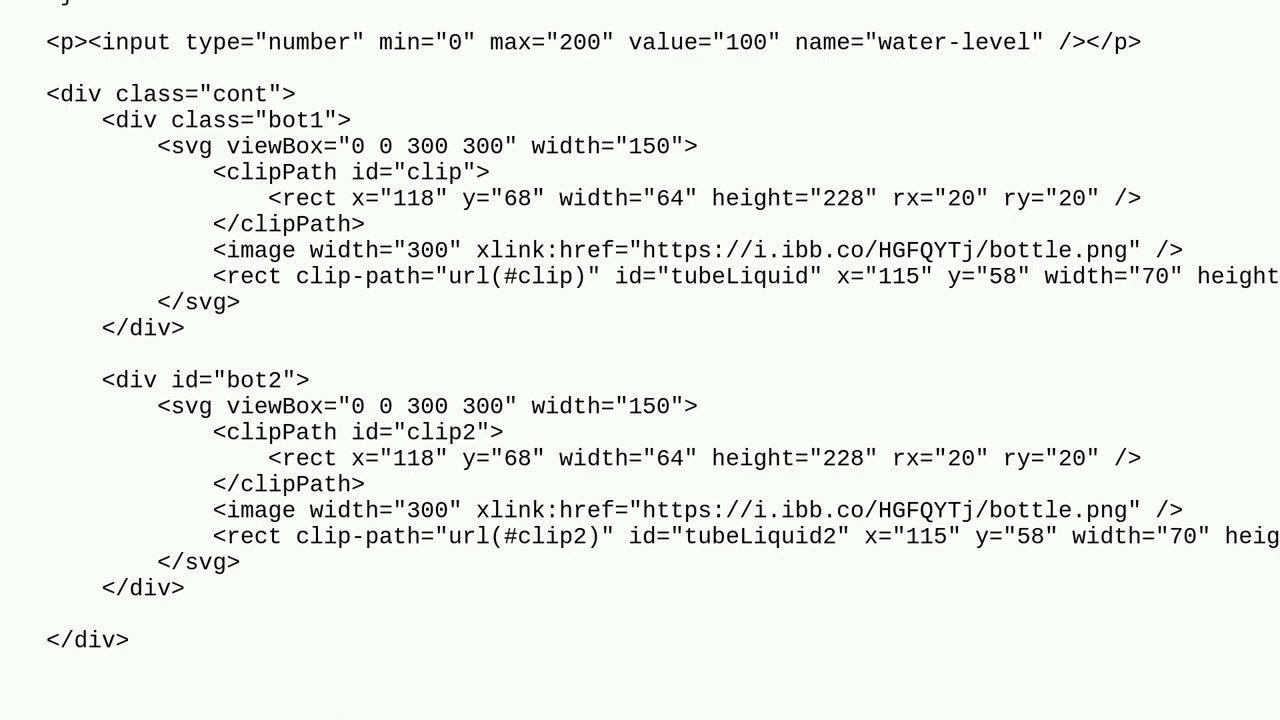 <p><input type="number" min="0" max="200" value="100" name="water-level" /></p>
<div class="cont">
<div class="bot1">
<svg viewBox="0 0 300 300" width="150">
<clipPath id="clip">
<rect x="118" y="68" width="64" height="228" rx="20" ry="20" />
</clipPath>
<image width="300" xlink:href="https://i.ibb.co/HGFQYTj/bottle.png" />
<rect clip-path="url(#clip)" id="tubeLiquid" x="115" y="58" width="70" height
</svg>
</div>
<div id="bot2">
<svg viewBox="0 0 300 300" width="150">
<clipPath id="clip2">
<rect x="118" y="68" width="64" height="228" rx="20" ry="20" />
</clipPath>
<image width="300" xlink:href="https://i.ibb.co/HGFQYTj/bottle.png" />
<rect clip-path="url(#clip2)" id="tubeLiquid2" x="115" y="58" width="70" heig
</svg>
</div>
</div>